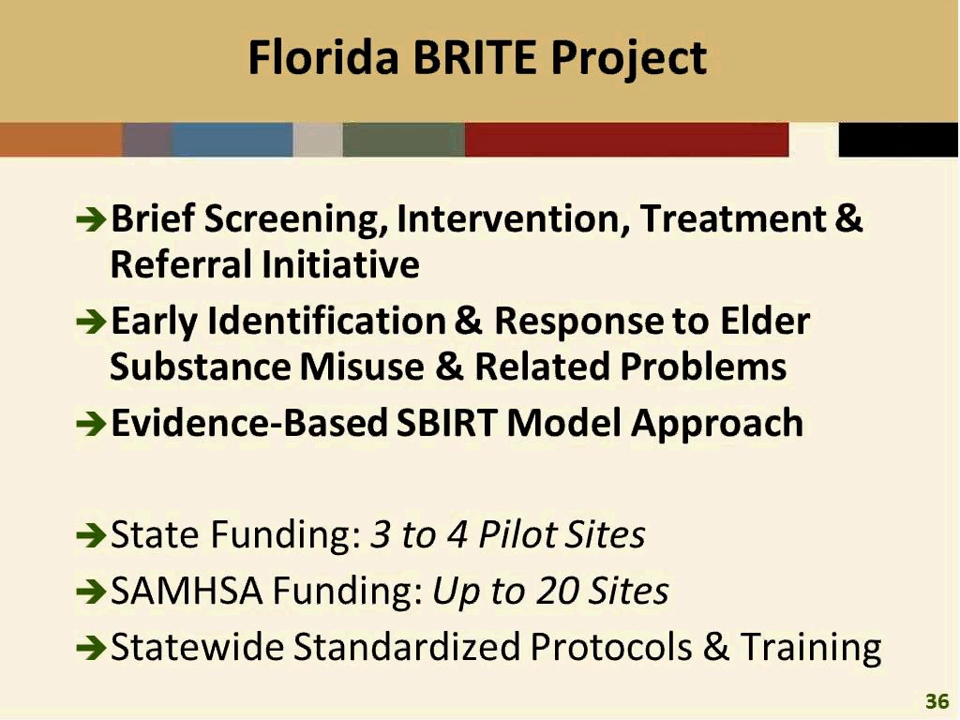 Florida BRITE Project
➔Brief Screening, Intervention, Treatment &
Referral Initiative
➔Early Identification & Response to Elder
Substance Misuse & Related Problems
➔Evidence-Based SBIRT Model Approach
➔State Funding: 3 to 4 Pilot Sites
➔SAMHSA Funding: Up to 20 Sites
➔Statewide Standardized Protocols & Training
36